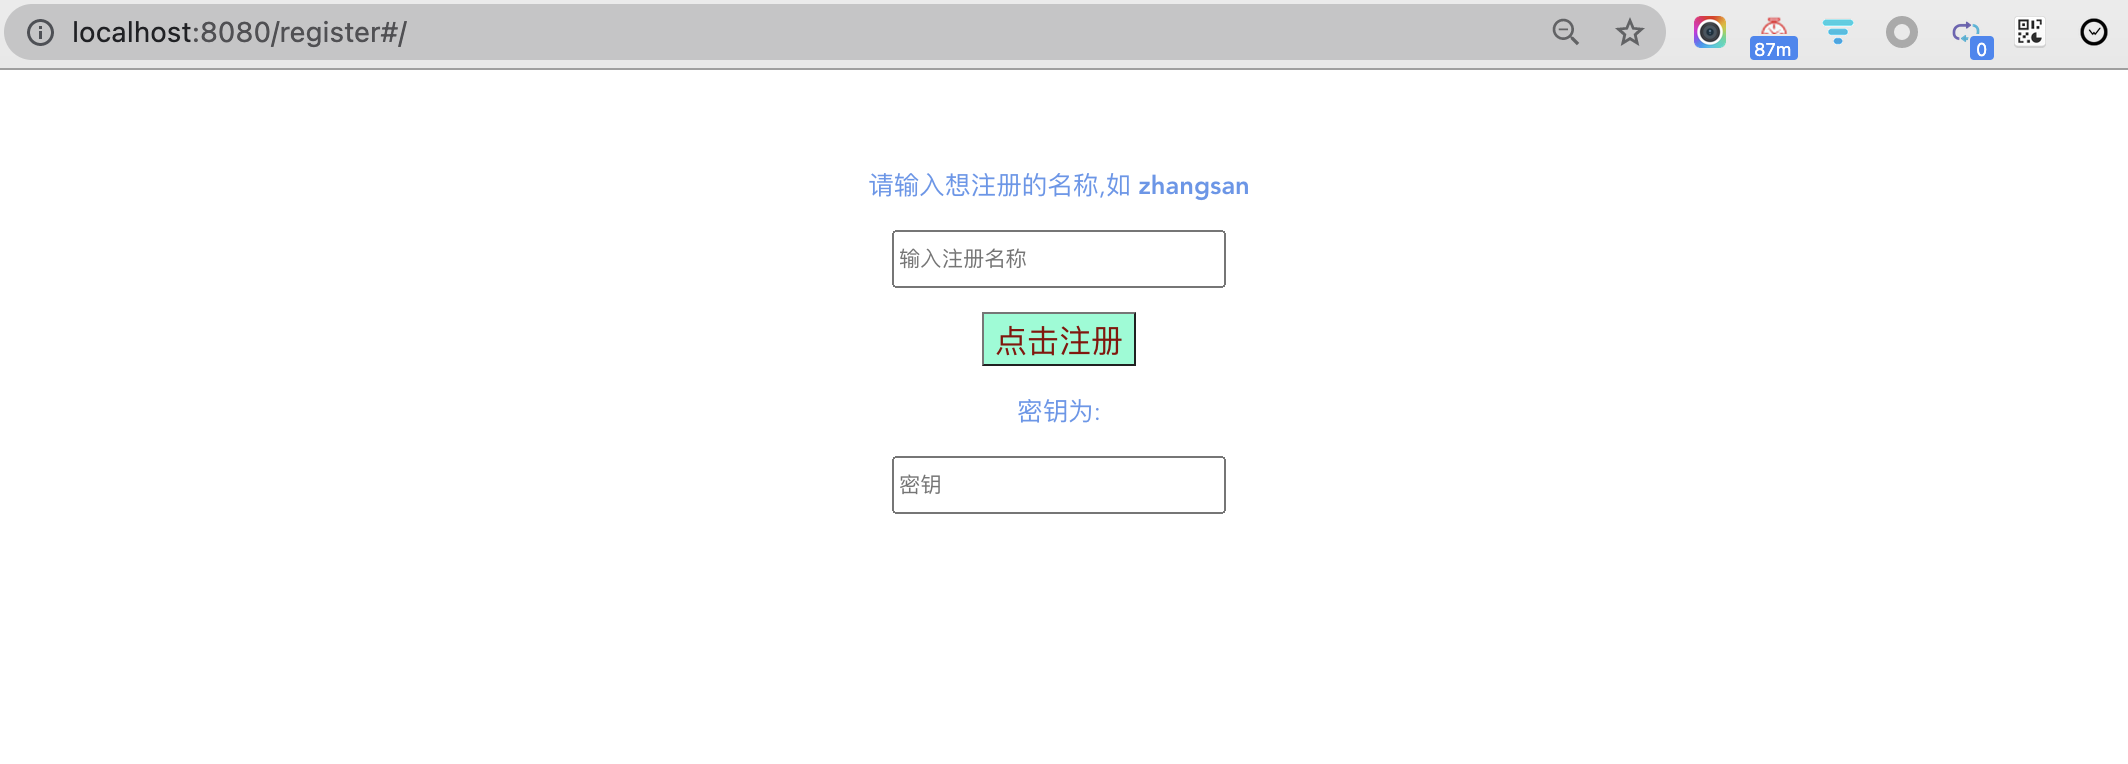 localhost:8080/register#/
87m
0
请输入想注册的名称,如 zhangsan
输入注册名称
点击注册
密钥为:
密钥